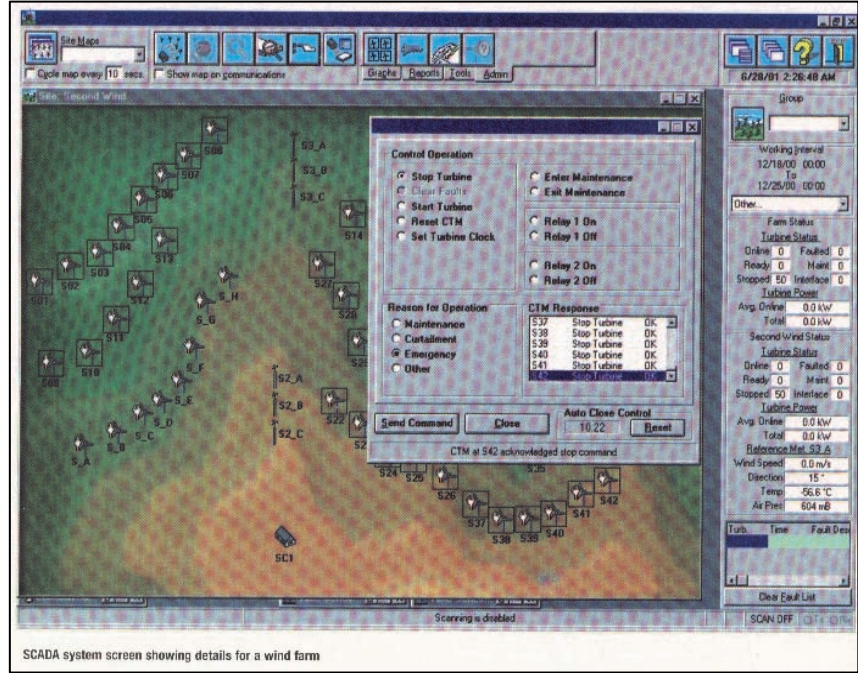 Site Maps
Cycle map every 10 secs.
Show map on communications
Graphs Reports Tools Admin
6/28/01 2:26:48 AM
Site: Second Wind
S08
S07
S06
S05
S04
S03
S02
S01
S13
S12
S11
S10
S09
S_H
S_G
S_F
S_E
S_D
S_C
S_B
S_A
S3_A
S3_B
S3_C
S14
S27
S28
S2_A
S2_B
S2_C
S22
S24
S25
S26
S35
S37
S38
S39
S40
S41
S42
SC1
Control Operation
Stop Turbine
Clear Faults
Start Turbine
Reset CTM
Set Turbine Clock
Enter Maintenance
Exit Maintenance
Relay 1 On
Relay 1 Off
Relay 2 On
Relay 2 Off
Reason for Operation
Maintenance
Curtailment
Emergency
Other
CTM Response
S37 Stop Turbine OK
S38 Stop Turbine OK
S39 Stop Turbine OK
S40 Stop Turbine OK
S41 Stop Turbine OK
S42 Stop Turbine OK
Send Command
Close
Auto Close Control
10.22
Reset
CTM at S42 acknowledged stop command
Group
Working Interval
12/18/00 00:00
To
12/25/00 00:00
Other...
Farm Status
Turbine Status
Online 0 Faulted 0
Ready 0 Maint 0
Stopped 50 Interface 0
Turbine Power
Avg. Online 0.0 kW
Total 0.0 kW
Second Wind Status
Turbine Status
Online 0 Faulted 0
Ready 0 Maint 0
Stopped 50 Interface 0
Turbine Power
Avg. Online 0.0 kW
Total 0.0 kW
Reference Met. S3_A
Wind Speed 0.0 m/s
Direction 15 °
Temp -56.6 °C
Air Pres 604 mB
Turb. Time Fault Desc
Clear Fault List
Scanning is disabled
SCAN OFF
SCADA system screen showing details for a wind farm